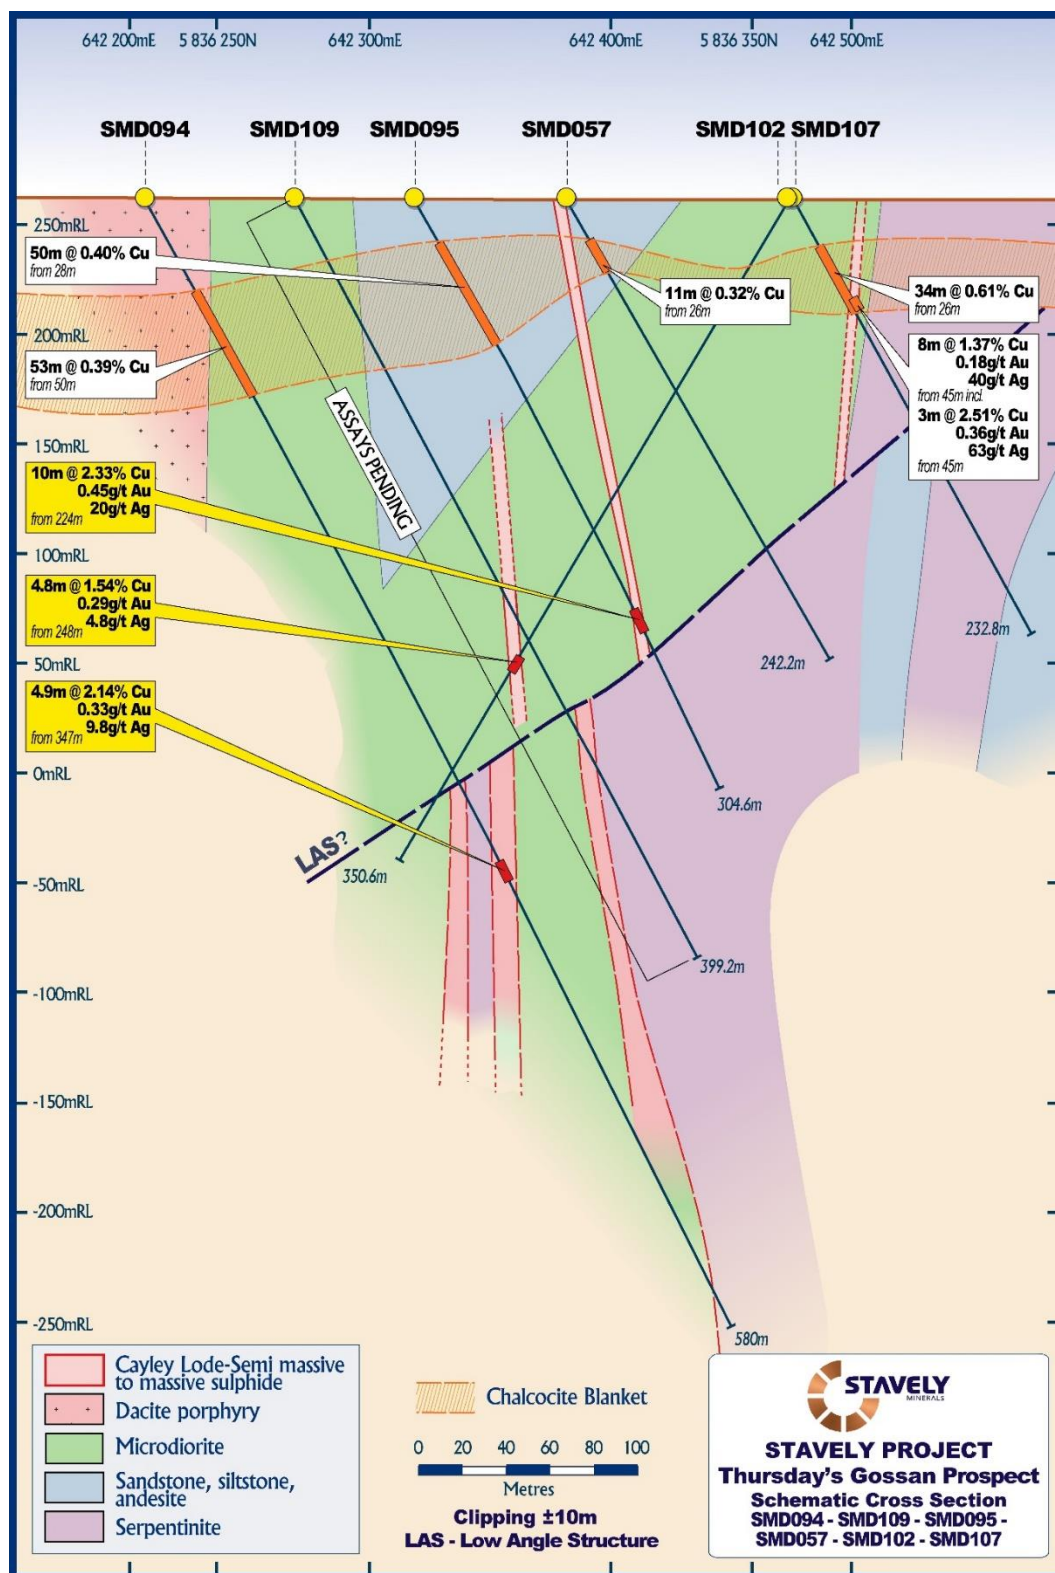 642 200mE
5 836 250N
642 300mE
642 400mE
5 836 350N
642 500mE
SMD094
SMD109
SMD095
SMD057
SMD102
SMD107
250mRL
200mRL
150mRL
100mRL
50mRL
0mRL
-50mRL
-100mRL
-150mRL
-200mRL
-250mRL
50m @ 0.40% Cu
from 28m
53m @ 0.39% Cu
from 50m
11m @ 0.32% Cu
from 26m
34m @ 0.61% Cu
from 26m
8m @ 1.37% Cu
0.18g/t Au
40g/t Ag
from 45m incl.
3m @ 2.51% Cu
0.36g/t Au
63g/t Ag
from 45m
ASSAYS PENDING
10m @ 2.33% Cu
0.45g/t Au
20g/t Ag
from 224m
4.8m @ 1.54% Cu
0.29g/t Au
4.8g/t Ag
from 248m
4.9m @ 2.14% Cu
0.33g/t Au
9.8g/t Ag
from 347m
232.8m
242.2m
304.6m
LAS?
350.6m
399.2m
580m
Cayley Lode-Semi massive
to massive sulphide
Dacite porphyry
Microdiorite
Sandstone, siltstone,
andesite
Serpentinite
Chalcocite Blanket
0 20 40 60 80 100
Metres
Clipping ±10m
LAS - Low Angle Structure
STAVELY
MINERALS
STAVELY PROJECT
Thursday's Gossan Prospect
Schematic Cross Section
SMD094 - SMD109 - SMD095 -
SMD057 - SMD102 - SMD107